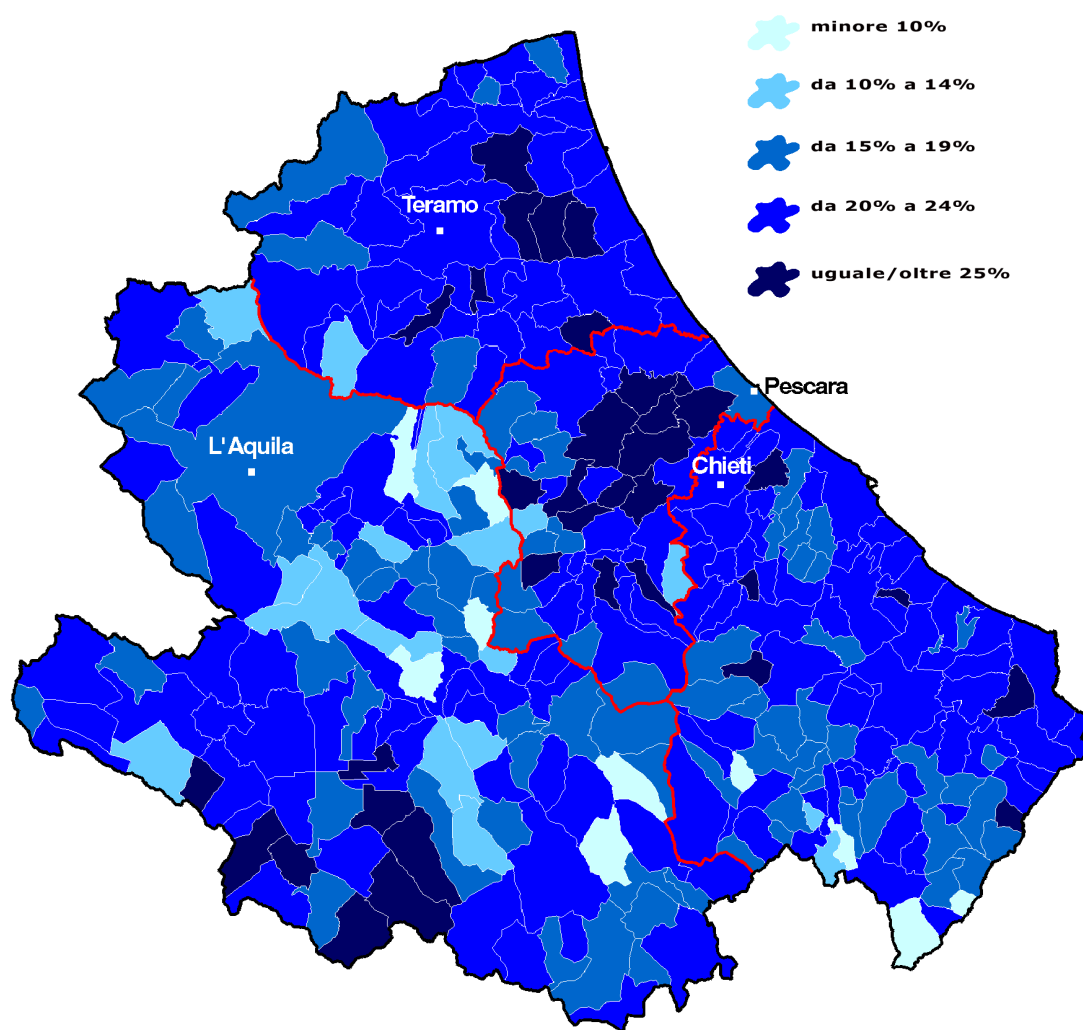 minore 10%
da 10% a 14%
da 15% a 19%
da 20% a 24%
uguale/oltre 25%
Teramo
Pescara
L'Aquila
Chieti